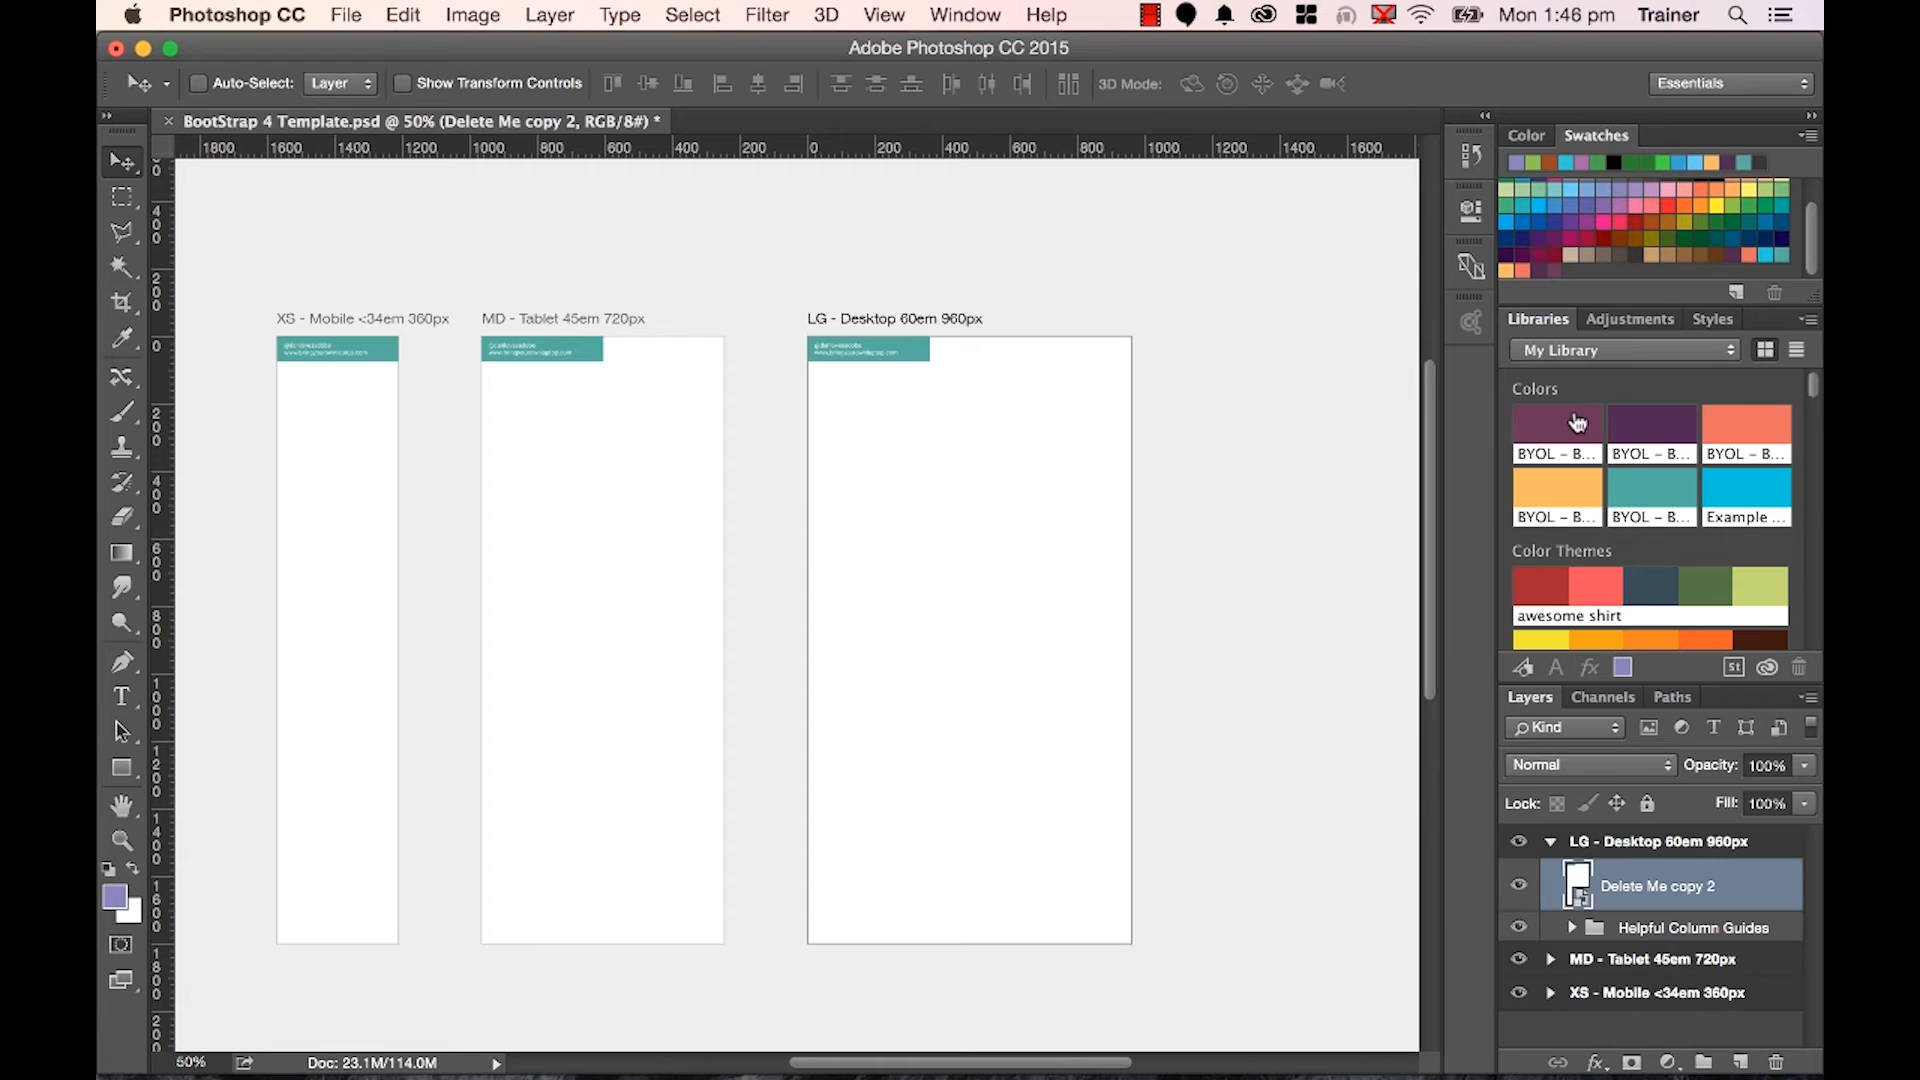 Photoshop CC File Edit Image Layer Type Select Filter 3D View Window Help Mon 1:46 pm Trainer
Adobe Photoshop CC 2015
Auto-Select: Layer Show Transform Controls 3D Mode: Essentials
BootStrap 4 Template.psd @ 50% (Delete Me copy 2, RGB/8#) *
1800 1600 1400 1200 1000 800 600 400 200 0 200 400 600 800 1000 1200 1400 1600
Color Swatches
XS - Mobile <34em 360px MD - Tablet 45em 720px LG - Desktop 60em 960px
Libraries Adjustments Styles
My Library
Colors
BYOL - B... BYOL - B... BYOL - B...
BYOL - B... BYOL - B... Example ...
Color Themes
awesome shirt
St
Layers Channels Paths
Kind
Normal Opacity: 100%
Lock: Fill: 100%
LG - Desktop 60em 960px
Delete Me copy 2
Helpful Column Guides
MD - Tablet 45em 720px
XS - Mobile <34em 360px
50% Doc: 23.1M/114.0M